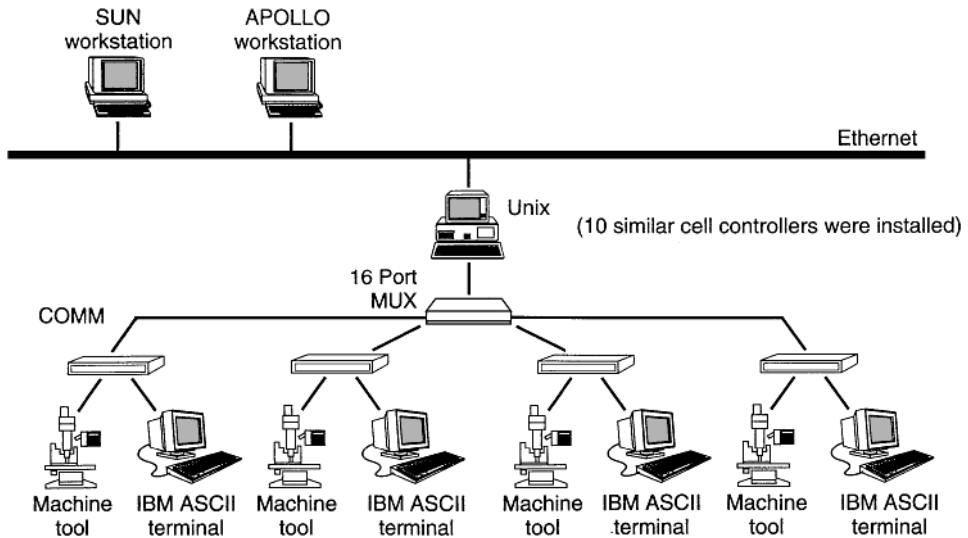 SUN
workstation
APOLLO
workstation
Ethernet
Unix
(10 similar cell controllers were installed)
16 Port
MUX
COMM
Machine
tool
IBM ASCII
terminal
Machine
tool
IBM ASCII
terminal
Machine
tool
IBM ASCII
terminal
Machine
tool
IBM ASCII
terminal